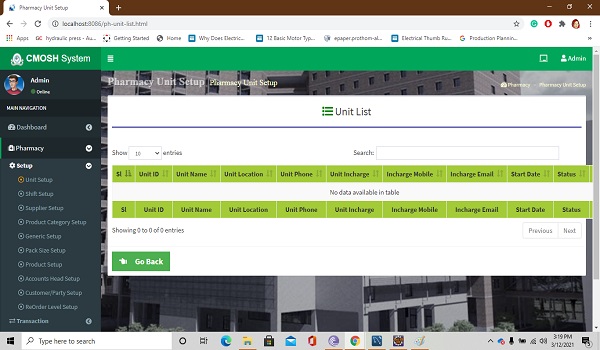 Pharmacy Unit Setup
localhost:8086/ph-unit-list.html
Apps GC hydraulic press - Au... Home Why Does Electric... 12 Basic Motor Typ... epaper.prothom-alo... Electrical Thumb Ru... Production Plannin...
CMOSH System
Admin
Admin
Online
Pharmacy Unit Setup Pharmacy Unit Setup
Pharmacy Pharmacy Unit Setup
MAIN NAVIGATION
Dashboard
Pharmacy
Setup
Unit Setup
Shift Setup
Supplier Setup
Product Category Setup
Generic Setup
Pack Size Setup
Product Setup
Accounts Head Setup
Customer/Party Setup
ReOrder Level Setup
Transaction
Unit List
Show 10 entries
Search:
Sl Unit ID Unit Name Unit Location Unit Phone Unit Incharge Incharge Mobile Incharge Email Start Date Status
No data available in table
Sl Unit ID Unit Name Unit Location Unit Phone Unit Incharge Incharge Mobile Incharge Email Start Date Status
Showing 0 to 0 of 0 entries
Previous Next
Go Back
Type here to search
3:19 PM
3/12/2021